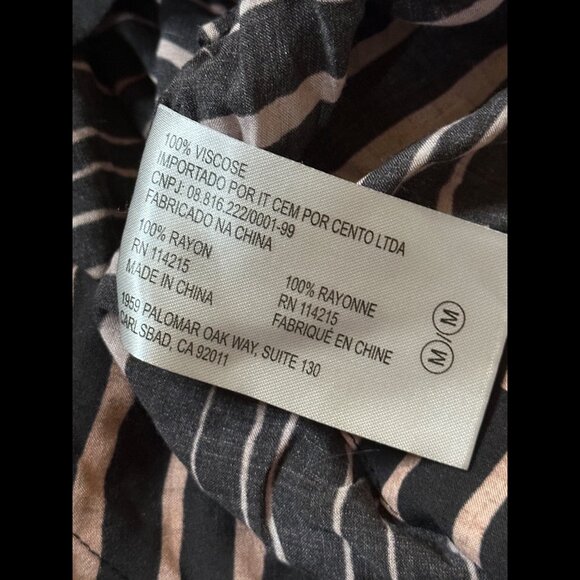 100% VISCOSE
IMPORTADO POR IT CEM POR CENTO LTDA
CNPJ: 08.816.222/0001-99
FABRICADO NA CHINA
100% RAYON
RN 114215
MADE IN CHINA
100% RAYONNE
RN 114215
FABRIQUÉ EN CHINE
M/M
1959 PALOMAR OAK WAY, SUITE 130
CARLSBAD, CA 92011